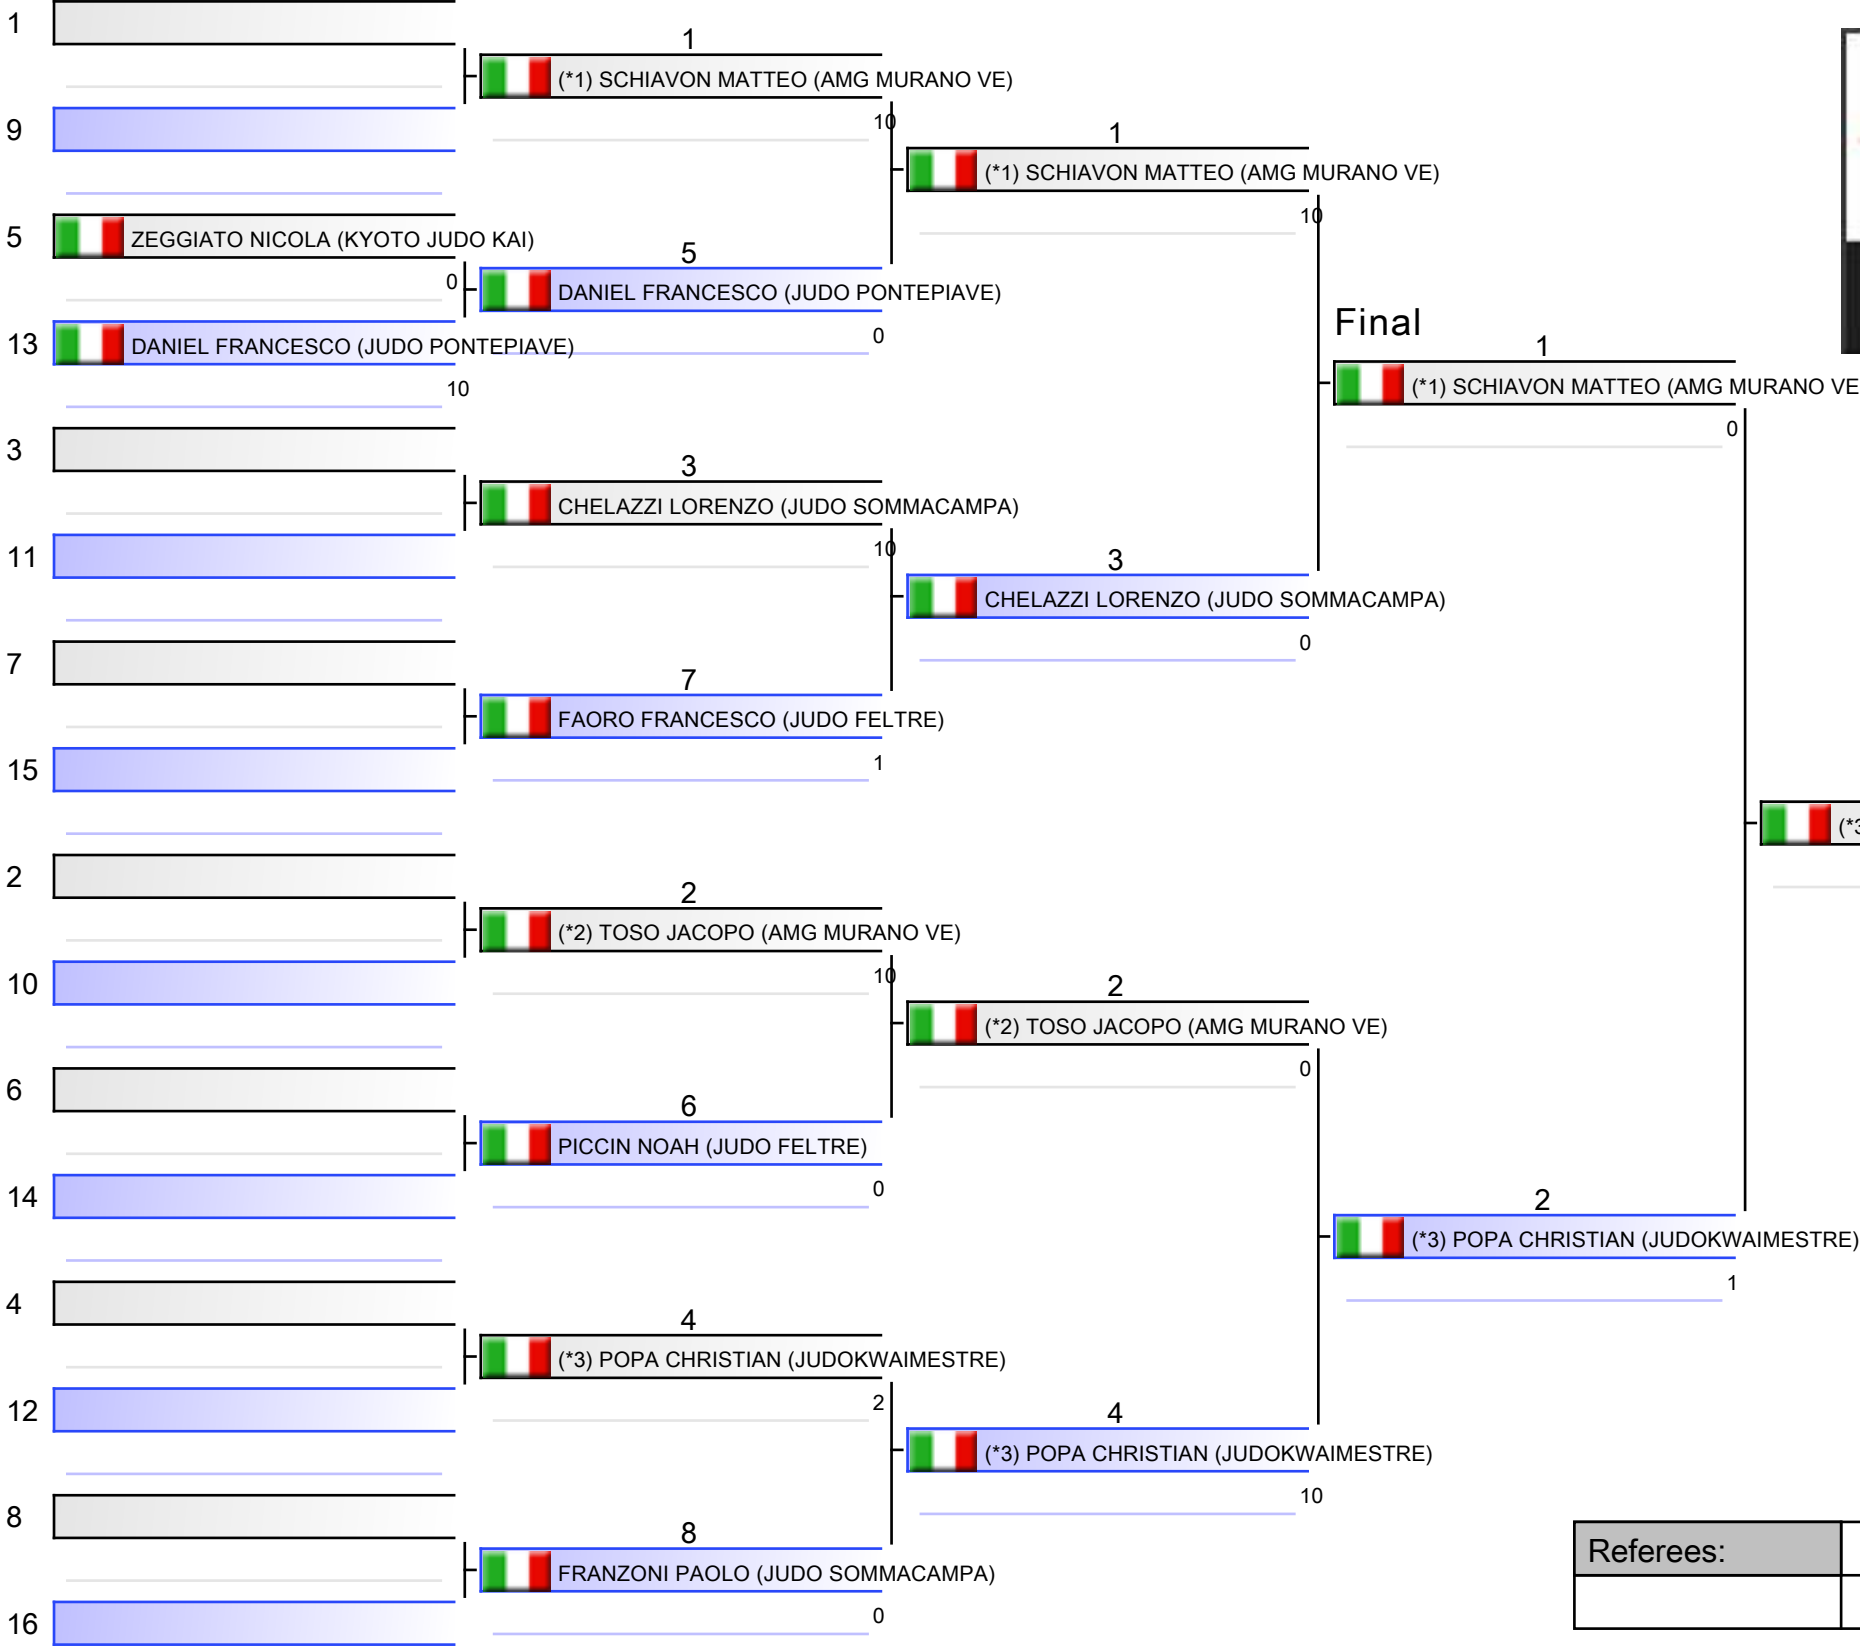 1
1
(*1) SCHIAVON MATTEO (AMG MURANO VE)
10
9
1
(*1) SCHIAVON MATTEO (AMG MURANO VE)
10
5
ZEGGIATO NICOLA (KYOTO JUDO KAI)
0
5
DANIEL FRANCESCO (JUDO PONTEPIAVE)
0
13
DANIEL FRANCESCO (JUDO PONTEPIAVE)
10
Final
1
(*1) SCHIAVON MATTEO (AMG MURANO VE
0
3
3
CHELAZZI LORENZO (JUDO SOMMACAMPA)
10
11
3
CHELAZZI LORENZO (JUDO SOMMACAMPA)
0
7
7
FAORO FRANCESCO (JUDO FELTRE)
1
15
(*3
2
2
(*2) TOSO JACOPO (AMG MURANO VE)
10
10
2
(*2) TOSO JACOPO (AMG MURANO VE)
0
6
6
PICCIN NOAH (JUDO FELTRE)
0
14
2
(*3) POPA CHRISTIAN (JUDOKWAIMESTRE)
1
4
4
(*3) POPA CHRISTIAN (JUDOKWAIMESTRE)
2
12
4
(*3) POPA CHRISTIAN (JUDOKWAIMESTRE)
10
8
8
FRANZONI PAOLO (JUDO SOMMACAMPA)
0
16
Referees: